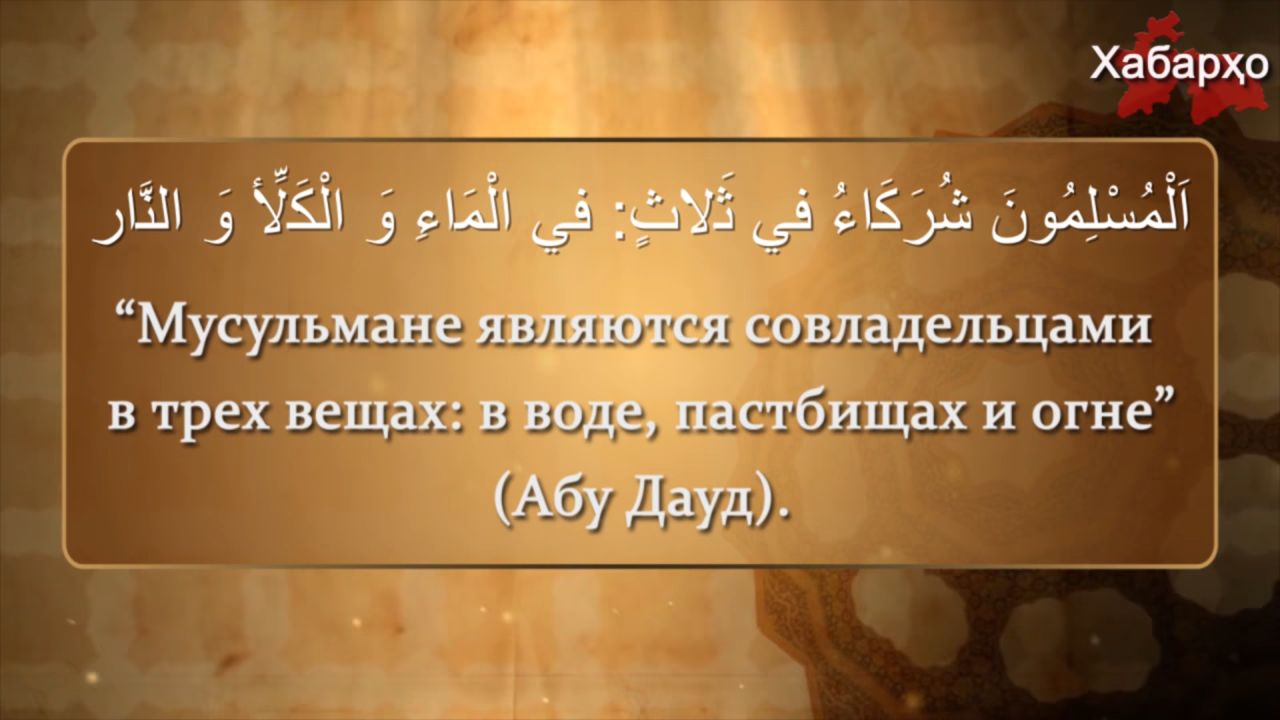 Хабарҳо
اَلْمُسْلِمُونَ شُرَكَاءُ في ثَلاثٍ: في الْمَاءِ وَ الْكَلِّأ وَ النَّار
“Мусульмане являются совладельцами
в трех вещах: в воде, пастбищах и огне”
(Абу Дауд).